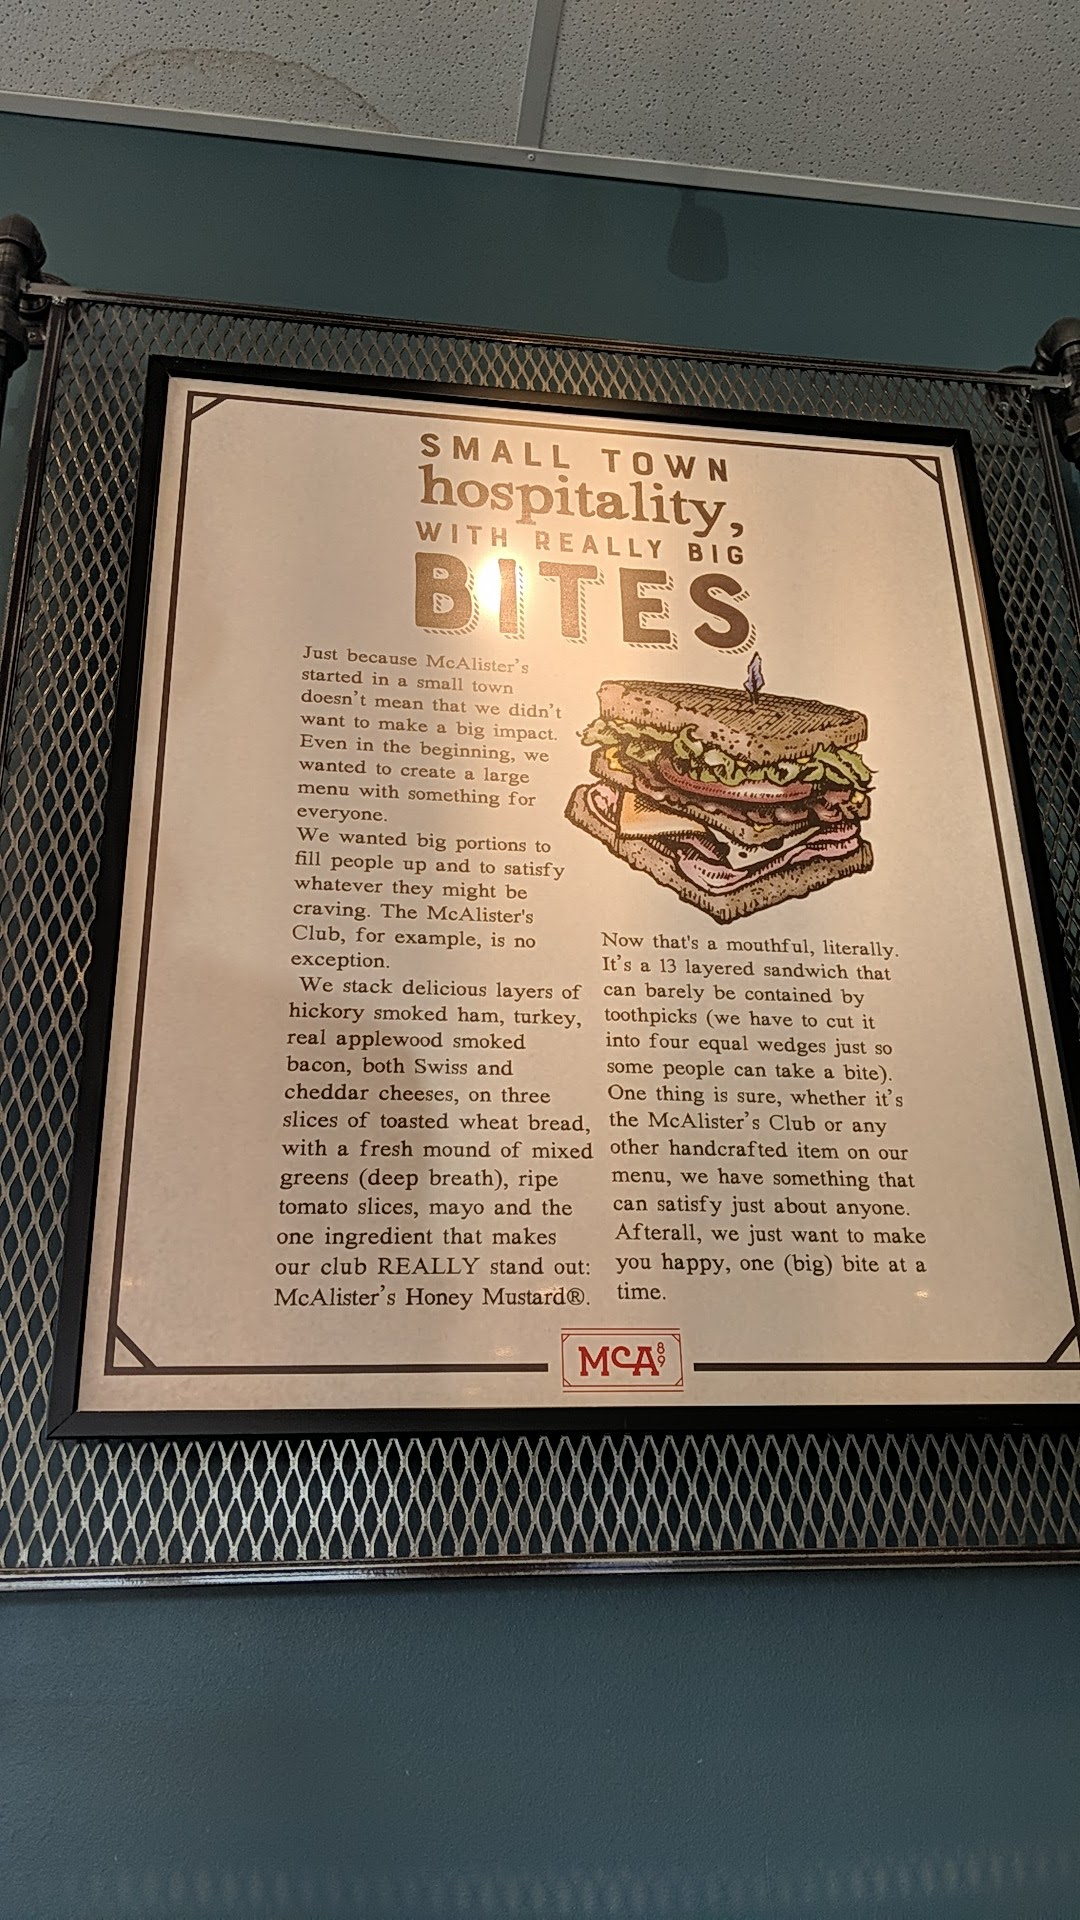 SMALL TOWN
hospitality,
WITH REALLY BIG
BITES
Just because McAlister's
started in a small town
doesn't mean that we didn't
want to make a big impact.
Even in the beginning, we
wanted to create a large
menu with something for
everyone.
We wanted big portions to
fill people up and to satisfy
whatever they might be
craving. The McAlister's
Club, for example, is no
exception.
We stack delicious layers of
hickory smoked ham, turkey,
real applewood smoked
bacon, both Swiss and
cheddar cheeses, on three
slices of toasted wheat bread,
with a fresh mound of mixed
greens (deep breath), ripe
tomato slices, mayo and the
one ingredient that makes
our club REALLY stand out:
McAlister's Honey Mustard®.
Now that's a mouthful, literally.
It's a 13 layered sandwich that
can barely be contained by
toothpicks (we have to cut it
into four equal wedges just so
some people can take a bite).
One thing is sure, whether it's
the McAlister's Club or any
other handcrafted item on our
menu, we have something that
can satisfy just about anyone.
Afterall, we just want to make
you happy, one (big) bite at a
time.
McA 89